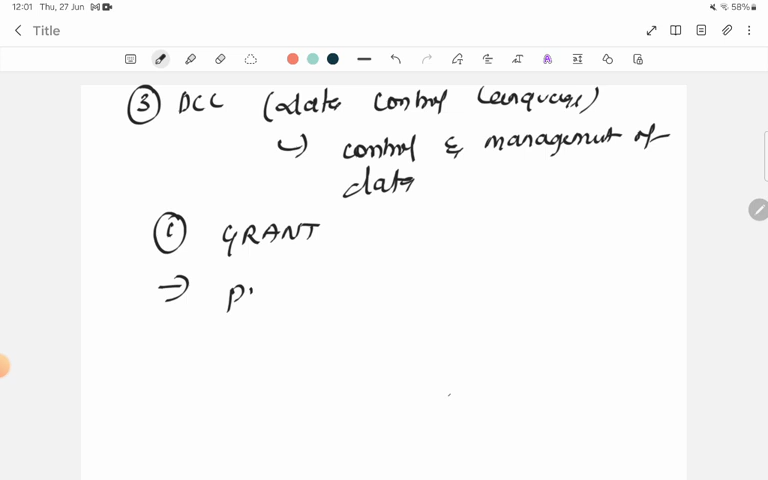 12:01 Thu, 27 Jun 58%
Title
③ DCL (data control language)
↳ control & management of
data
① GRANT
⇒ p